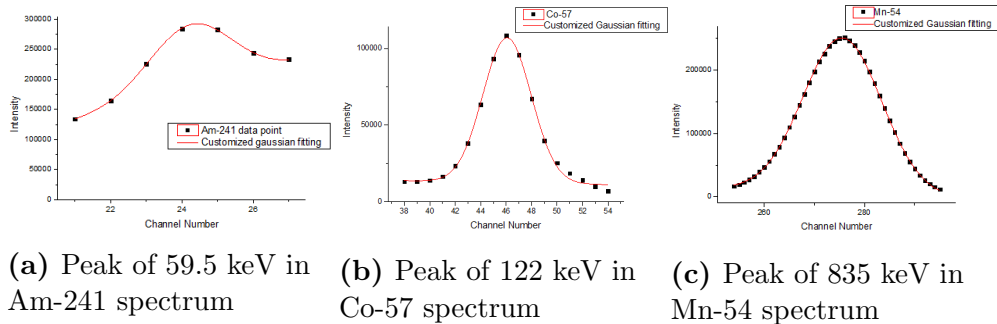 300000
250000
200000
150000
100000
50000
0
Intensity
22 24 26
Channel Number
Am-241 data point
Customized gaussian fitting
(a) Peak of 59.5 keV in
Am-241 spectrum
Co-57
Customized Gaussian fitting
100000
50000
0
Intensity
38 40 42 44 46 48 50 52 54
Channel Number
(b) Peak of 122 keV in
Co-57 spectrum
Mn-54
Customized Gaussian fitting
200000
100000
0
Intensity
260 280
Channel Number
(c) Peak of 835 keV in
Mn-54 spectrum